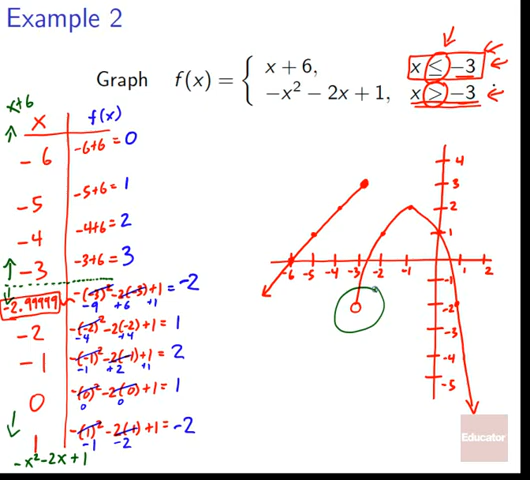 Example 2
Graph f(x) = { x + 6, x ≤ −3
−x² − 2x + 1, x > −3
x+6
x f(x)
-6 -6+6=0
-5 -5+6=1
-4 -4+6=2
-3 -3+6=3
-2.99999 -(-3)²-2(-3)+1=-2
-9 +6 +1
-2 -(-2)²-2(-2)+1=1
-4 +4
-1 -(-1)²-2(-1)+1=2
-1 +2 +1
0 -(0)²-2(0)+1=1
0 0
1 -(1)²-2(1)+1=-2
-1 -2
-x²-2x+1
4
3
2
1
-6 -5 -4 -3 -2 -1 1 2
-1
-2
-3
-4
-5
Educator